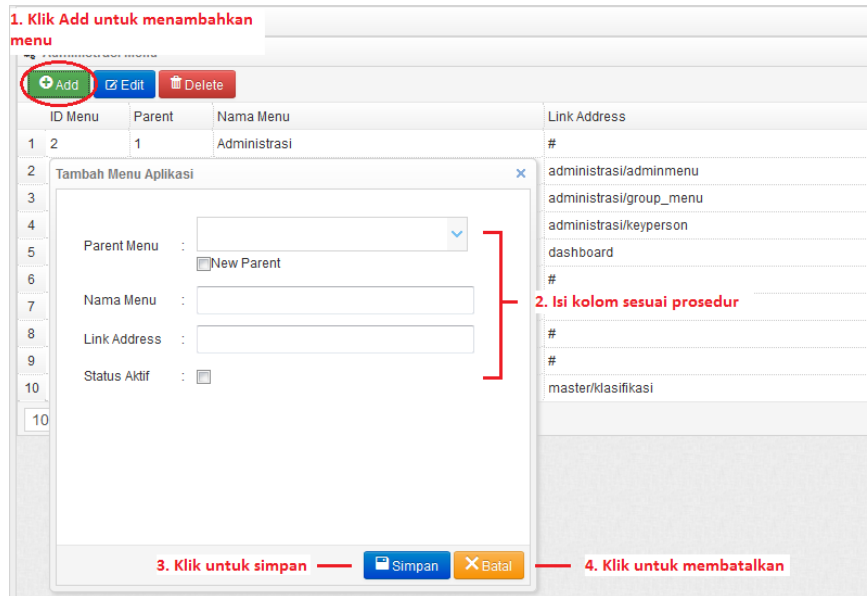 1. Klik Add untuk menambahkan
menu
Add Edit Delete
ID Menu Parent Nama Menu Link Address
1 2 1 Administrasi #
2 administrasi/adminmenu
Tambah Menu Aplikasi ×
3 administrasi/group_menu
4 administrasi/keyperson
Parent Menu :
5 dashboard
New Parent
6 #
Nama Menu :
2. Isi kolom sesuai prosedur
7
8 #
Link Address :
9 #
Status Aktif :
10 master/klasifikasi
10
3. Klik untuk simpan
Simpan
Batal
4. Klik untuk membatalkan